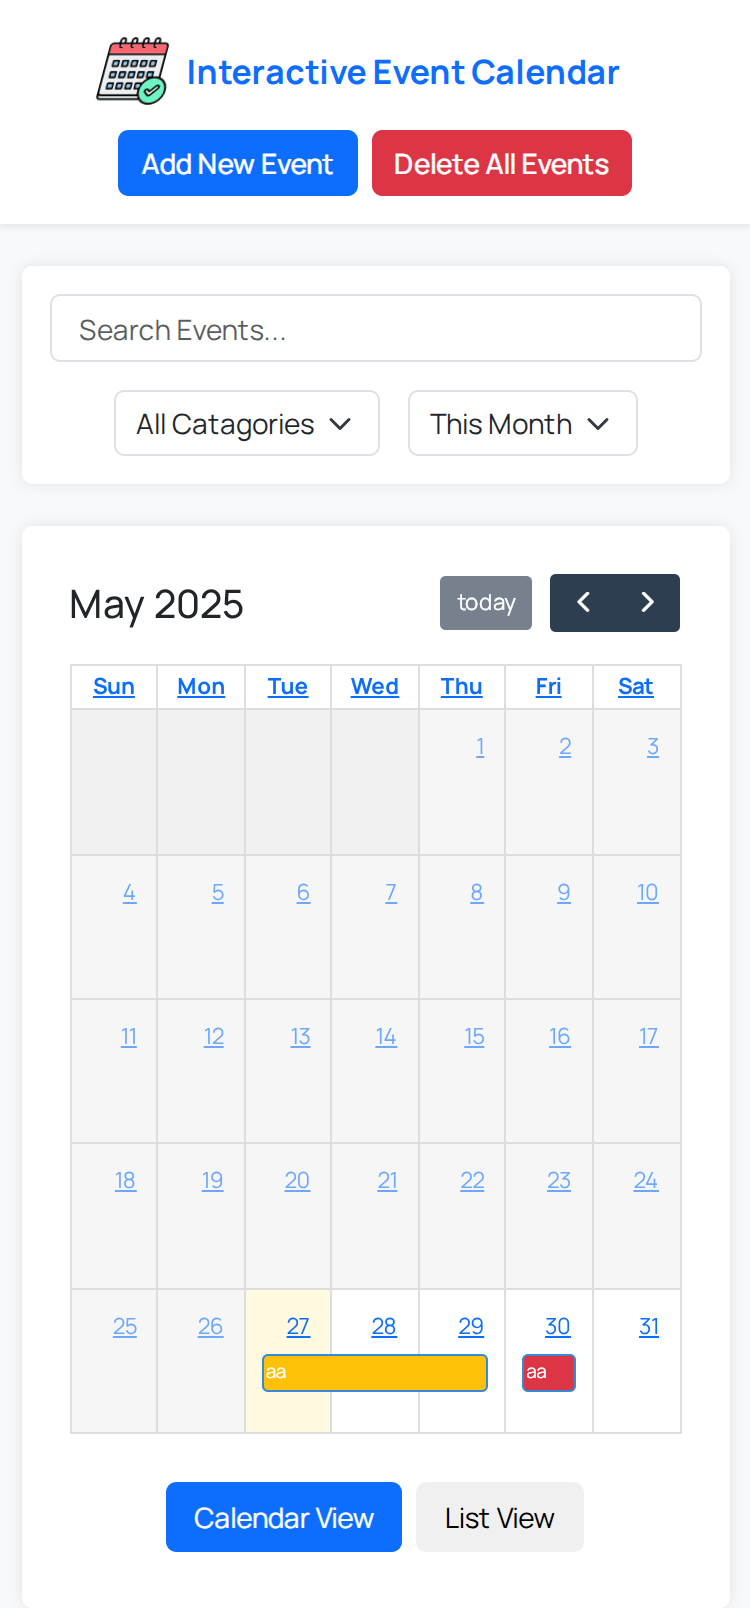 Interactive Event Calendar
Add New Event Delete All Events
Search Events...
All Catagories This Month
May 2025 today
Sun Mon Tue Wed Thu Fri Sat
1 2 3
4 5 6 7 8 9 10
11 12 13 14 15 16 17
18 19 20 21 22 23 24
25 26 27 28 29 30 31
aa aa
Calendar View List View